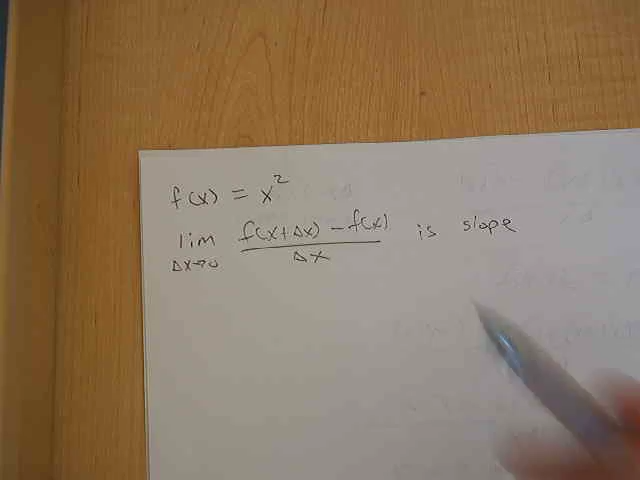 f(x) = x²
lim f(x+Δx) - f(x) is slope
Δx→0 Δx